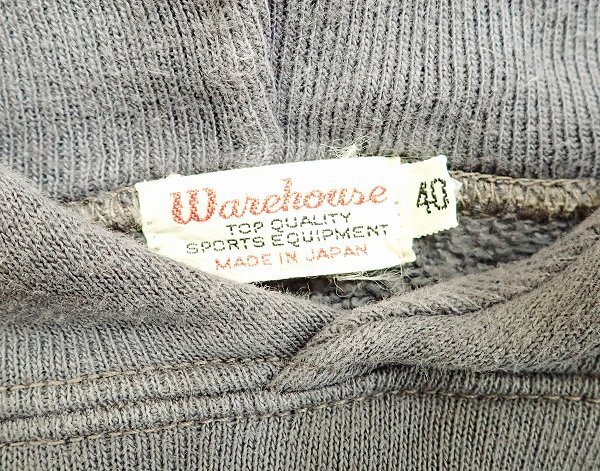 Warehouse
TOP QUALITY
SPORTS EQUIPMENT
MADE IN JAPAN
40